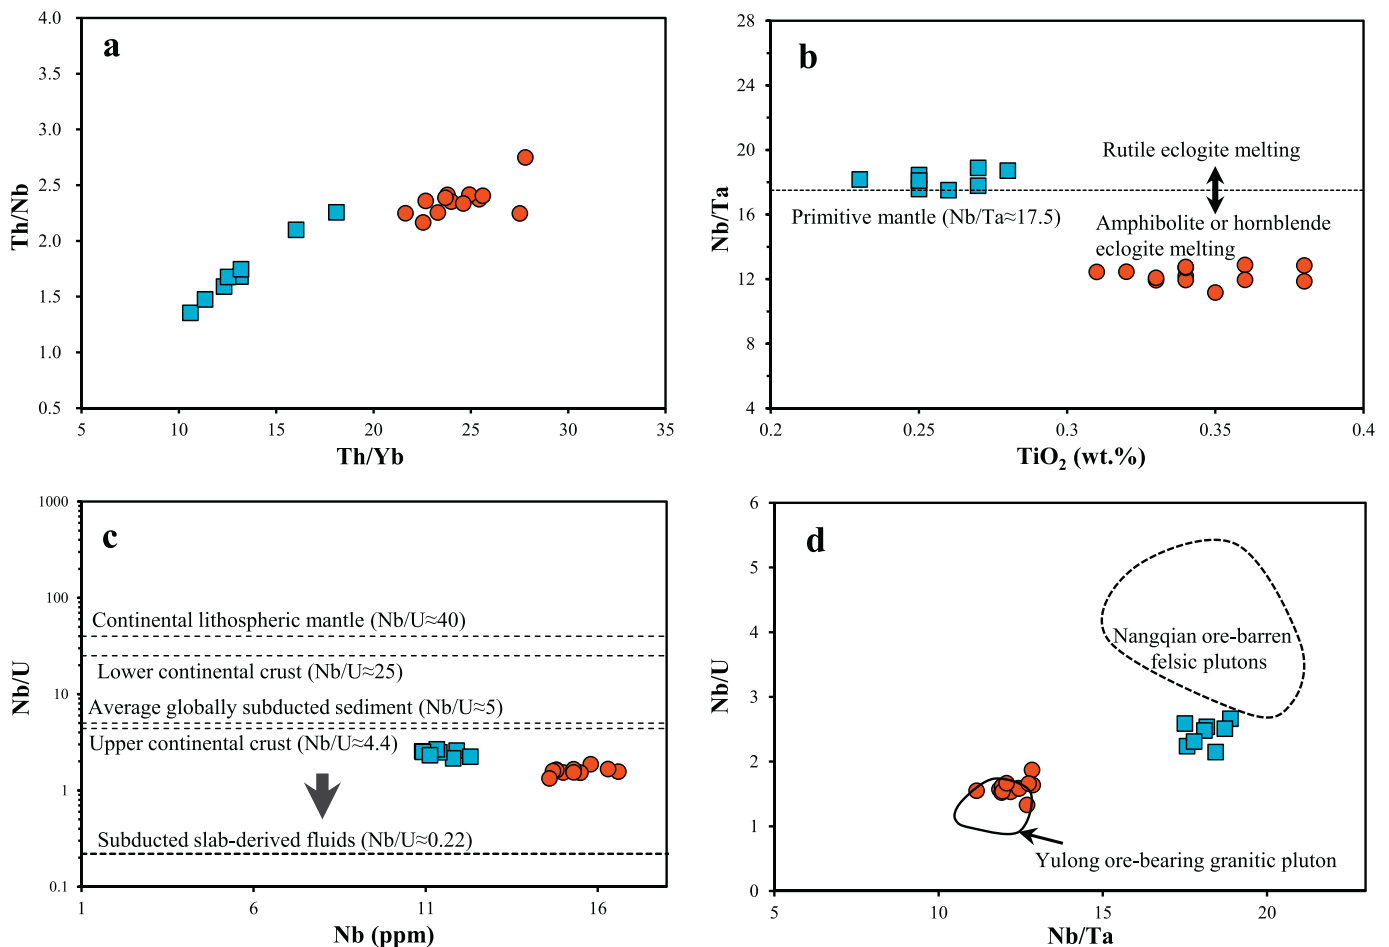 a
4.0
3.5
3.0
2.5
2.0
1.5
1.0
0.5
Th/Nb
5
10
15
20
25
30
35
Th/Yb
b
28
24
20
16
12
8
4
Nb/Ta
Rutile eclogite melting
Primitive mantle (Nb/Ta≈17.5)
Amphibolite or hornblende
eclogite melting
0.2
0.25
0.3
0.35
0.4
TiO₂ (wt.%)
c
1000
100
10
1
0.1
Nb/U
Continental lithospheric mantle (Nb/U≈40)
Lower continental crust (Nb/U≈25)
Average globally subducted sediment (Nb/U≈5)
Upper continental crust (Nb/U≈4.4)
Subducted slab-derived fluids (Nb/U≈0.22)
1
6
11
16
Nb (ppm)
d
6
5
4
3
2
1
0
Nb/U
Nangqian ore-barren
felsic plutons
Yulong ore-bearing granitic pluton
5
10
15
20
Nb/Ta